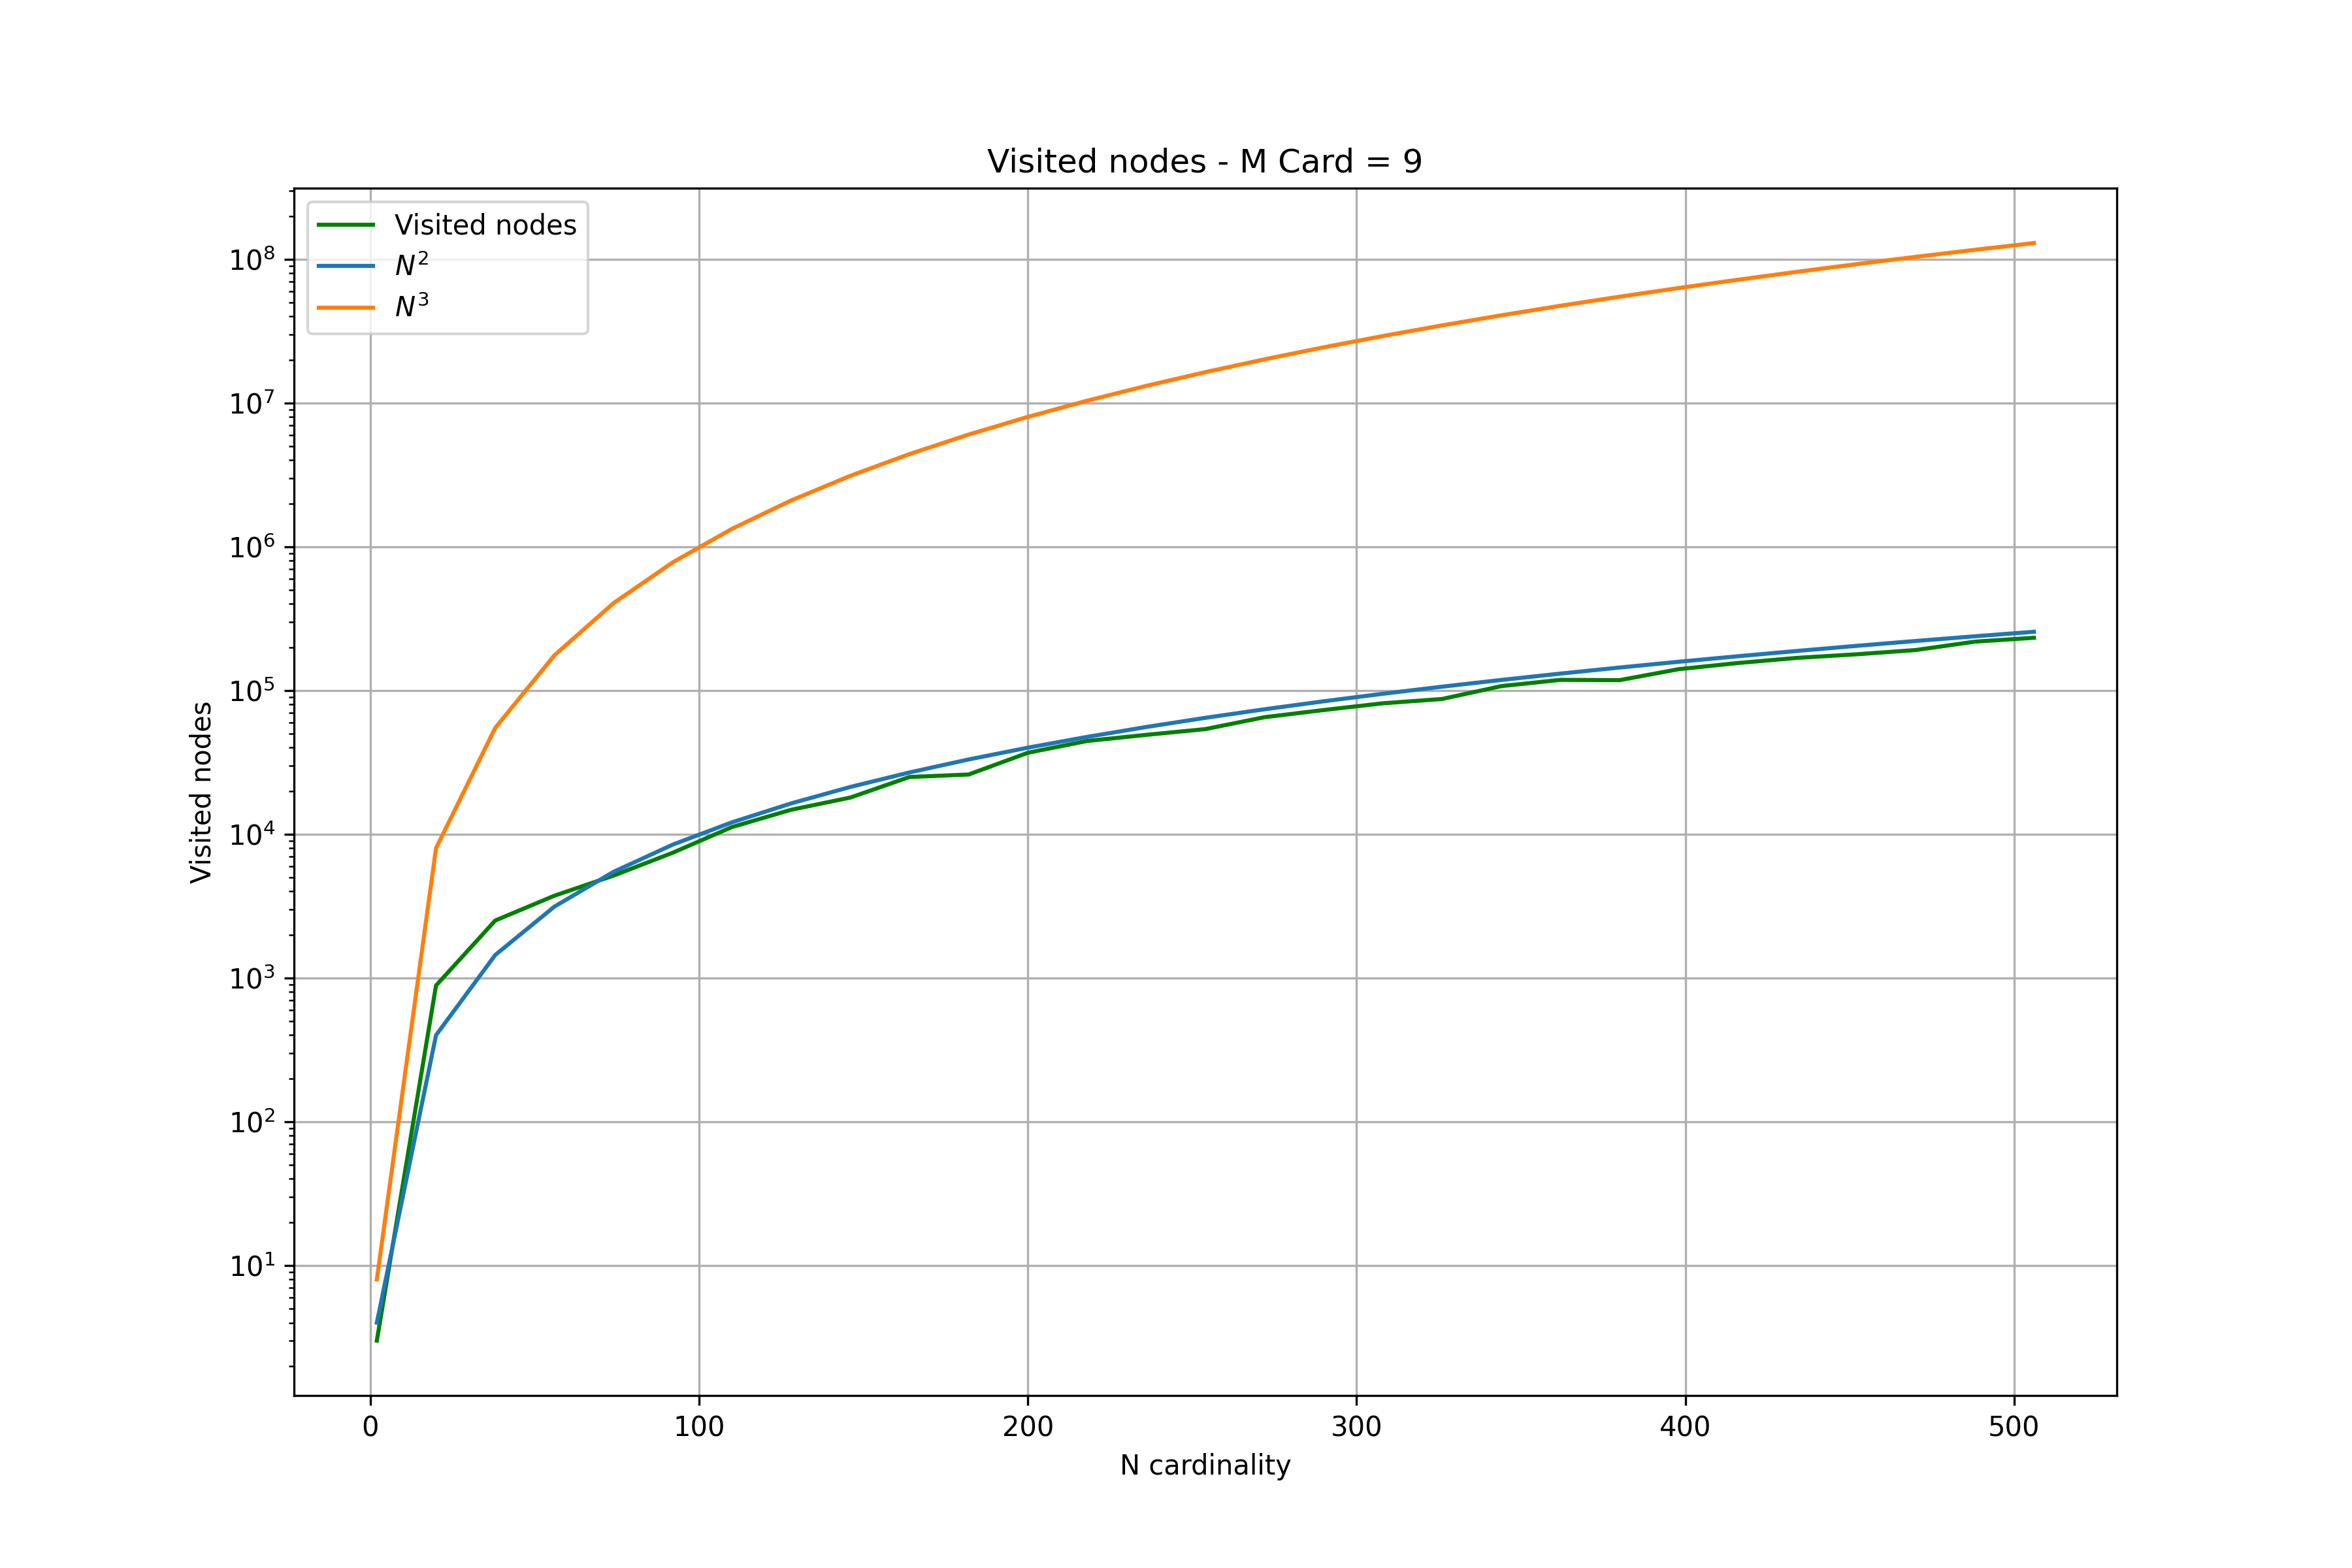 Visited nodes - M Card = 9
Visited nodes
N²
N³
10⁸
10⁷
10⁶
10⁵
10⁴
10³
10²
10¹
Visited nodes
0 100 200 300 400 500
N cardinality